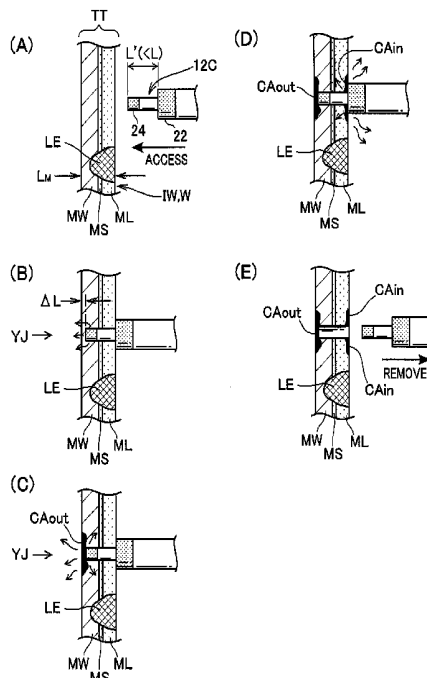 (A)
TT
L'(<L)
12C
24
22
LE
ACCESS
LM
IW,W
MW
MS
ML
(B)
ΔL
YJ
LE
MW
MS
ML
(C)
CAout
YJ
LE
MW
MS
ML
(D)
CAin
CAout
LE
MW
MS
ML
(E)
CAin
CAout
LE
REMOVE
CAin
MW
MS
ML